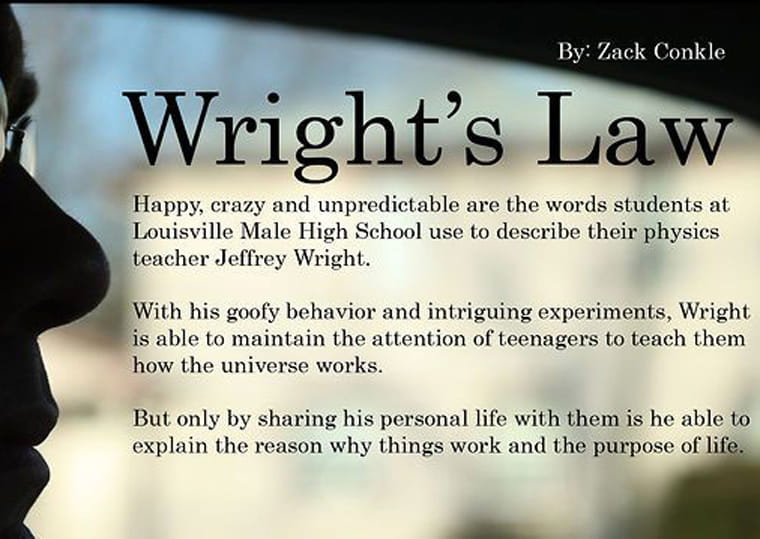 By: Zack Conkle
Wright's Law
Happy, crazy and unpredictable are the words students at
Louisville Male High School use to describe their physics
teacher Jeffrey Wright.
With his goofy behavior and intriguing experiments, Wright
is able to maintain the attention of teenagers to teach them
how the universe works.
But only by sharing his personal life with them is he able to
explain the reason why things work and the purpose of life.